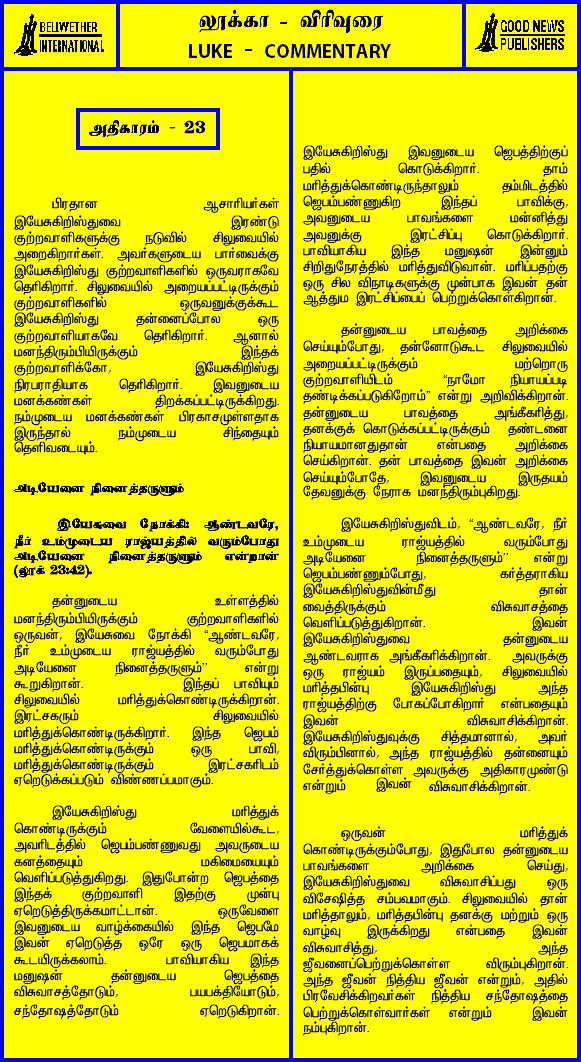 BELIWETHER
INTERNATIONAL
லூக்கா - விரிவுரை
LUKE - COMMENTARY
GOOD NEWS
PUBLISHERS
அதிகாரம் - 23
பிரதான ஆசாரியர்கள்
இயேசுகிறிஸ்துவை இரண்டு
குற்றவாளிகளுக்கு நடுவில் சிலுவையில்
அறைகிறார்கள். அவர்களுடைய பார்வைக்கு
இயேசுகிறிஸ்து குற்றவாளிகளில் ஒருவராகவே
தெரிகிறார். சிலுவையில் அறையப்பட்டிருக்கும்
குற்றவாளிகளில் ஒருவனுக்குக்கூட
இயேசுகிறிஸ்து தன்னைப்போல ஒரு
குற்றவாளியாகவே தெரிகிறார். ஆனால்
மனந்திரும்பியிருக்கும் இந்தக்
குற்றவாளிக்கோ, இயேசுகிறிஸ்து
நிரபராதியாக தெரிகிறார். இவனுடைய
மனக்கண்கள் திறக்கப்பட்டிருக்கிறது.
நம்முடைய மனக்கண்கள் பிரகாசமுள்ளதாக
இருந்தால் நம்முடைய சிந்தையும்
தெளிவடையும்.
அடியேனை நினைத்தருளும்
இயேசுவை நோக்கி: ஆண்டவரே,
நீர் உம்முடைய ராஜ்யத்தில் வரும்போது
அடியேனை நினைத்தருளும் என்றான்
(லூக் 23:42).
தன்னுடைய உள்ளத்தில்
மனந்திரும்பியிருக்கும் குற்றவாளிகளில்
ஒருவன், இயேசுவை நோக்கி “ஆண்டவரே,
நீர் உம்முடைய ராஜ்யத்தில் வரும்போது
அடியேனை நினைத்தருளும்’’ என்று
கூறுகிறான். இந்தப் பாவியும்
சிலுவையில் மரித்துக்கொண்டிருக்கிறான்.
இரட்சகரும் சிலுவையில்
மரித்துக்கொண்டிருக்கிறார். இந்த ஜெபம்
மரித்துக்கொண்டிருக்கும் ஒரு பாவி,
மரித்துக்கொண்டிருக்கும் இரட்சகரிடம்
ஏறெடுக்கப்படும் விண்ணப்பமாகும்.
இயேசுகிறிஸ்து மரித்துக்
கொண்டிருக்கும் வேளையில்கூட,
அவரிடத்தில் ஜெபம்பண்ணுவது அவருடைய
கனத்தையும் மகிமையையும்
வெளிப்படுத்துகிறது. இதுபோன்ற ஜெபத்தை
இந்தக் குற்றவாளி இதற்கு முன்பு
ஏறெடுத்திருக்கமாட்டான். ஒருவேளை
இவனுடைய வாழ்க்கையில் இந்த ஜெபமே
இவன் ஏறெடுத்த ஒரே ஒரு ஜெபமாகக்
கூடயிருக்கலாம். பாவியாகிய இந்த
மனுஷன் தன்னுடைய ஜெபத்தை
விசுவாசத்தோடும், பயபக்தியோடும்,
சந்தோஷத்தோடும் ஏறெடுகிறான்.
இயேசுகிறிஸ்து இவனுடைய ஜெபத்திற்குப்
பதில் கொடுக்கிறார். தாம்
மரித்துக்கொண்டிருந்தாலும் தம்மிடத்தில்
ஜெபம்பண்ணுகிற இந்தப் பாவிக்கு,
அவனுடைய பாவங்களை மன்னித்து
அவனுக்கு இரட்சிப்பு கொடுக்கிறார்.
பாவியாகிய இந்த மனுஷன் இன்னும்
சிறிதுநேரத்தில் மரித்துவிடுவான். மரிப்பதற்கு
ஒரு சில விநாடிகளுக்கு முன்பாக இவன் தன்
ஆத்தும இரட்சிப்பைப் பெற்றுக்கொள்கிறான்.
தன்னுடைய பாவத்தை அறிக்கை
செய்யும்போது, தன்னோடுகூட சிலுவையில்
அறையப்பட்டிருக்கும் மற்றொரு
குற்றவாளியிடம் “நாமோ நியாயப்படி
தண்டிக்கப்படுகிறோம்” என்று அறிவிக்கிறான்.
தன்னுடைய பாவத்தை அங்கீகரித்து,
தனக்குக் கொடுக்கப்பட்டிருக்கும் தண்டனை
நியாயமானதுதான் என்பதை அறிக்கை
செய்கிறான். தன் பாவத்தை இவன் அறிக்கை
செய்யும்போதே, இவனுடைய இருதயம்
தேவனுக்கு நேராக மனந்திரும்புகிறது.
இயேசுகிறிஸ்துவிடம், “ஆண்டவரே, நீர்
உம்முடைய ராஜ்யத்தில் வரும்போது
அடியேனை நினைத்தருளும்’’ என்று
ஜெபம்பண்ணும்போது, கர்த்தராகிய
இயேசுகிறிஸ்துவின்மீது தான்
வைத்திருக்கும் விசுவாசத்தை
வெளிப்படுத்துகிறான். இவன்
இயேசுகிறிஸ்துவை தன்னுடைய
ஆண்டவராக அங்கீகரிக்கிறான். அவருக்கு
ஒரு ராஜ்யம் இருப்பதையும், சிலுவையில்
மரித்தபின்பு இயேசுகிறிஸ்து அந்த
ராஜ்யத்திற்கு போகப்போகிறார் என்பதையும்
இவன் விசுவாசிக்கிறான்.
இயேசுகிறிஸ்துவுக்கு சித்தமானால், அவர்
விரும்பினால், அந்த ராஜ்யத்தில் தன்னையும்
சேர்த்துக்கொள்ள அவருக்கு அதிகாரமுண்டு
என்றும் இவன் விசுவாசிக்கிறான்.
ஒருவன் மரித்துக்
கொண்டிருக்கும்போது, இதுபோல தன்னுடைய
பாவங்களை அறிக்கை செய்து,
இயேசுகிறிஸ்துவை விசுவாசிப்பது ஒரு
விசேஷித்த சம்பவமாகும். சிலுவையில் தான்
மரித்தாலும், மரித்தபின்பு தனக்கு மற்றும் ஒரு
வாழ்வு இருக்கிறது என்பதை இவன்
விசுவாசித்து, அந்த
ஜீவனைப்பெற்றுக்கொள்ள விரும்புகிறான்.
அந்த ஜீவன் நித்திய ஜீவன் என்றும், அதில்
பிரவேசிக்கிறவர்கள் நித்திய சந்தோஷத்தை
பெற்றுக்கொள்வார்கள் என்றும் இவன்
நம்புகிறான்.